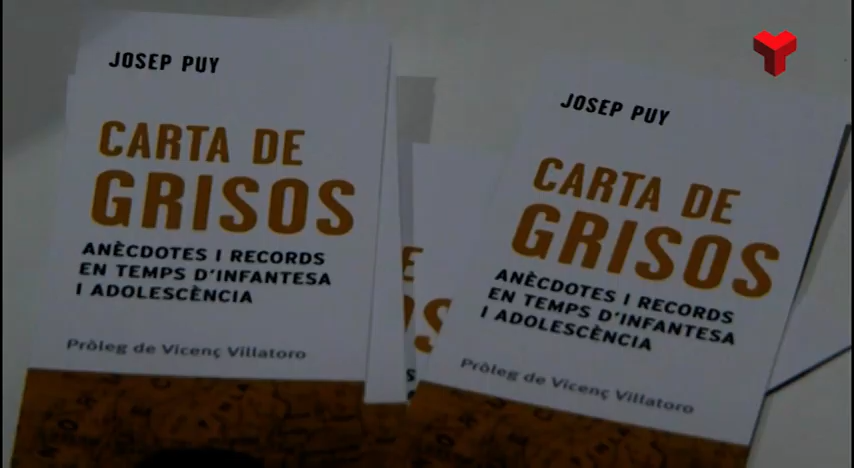 JOSEP PUY
CARTA DE
GRISOS
ANÈCDOTES I RECORDS
EN TEMPS D'INFANTESA
I ADOLESCÈNCIA
Pròleg de Vicenç Villatoro
JOSEP PUY
CARTA DE
GRISOS
ANÈCDOTES I RECORDS
EN TEMPS D'INFANTESA
I ADOLESCÈNCIA
Pròleg de Vicenç Villatoro